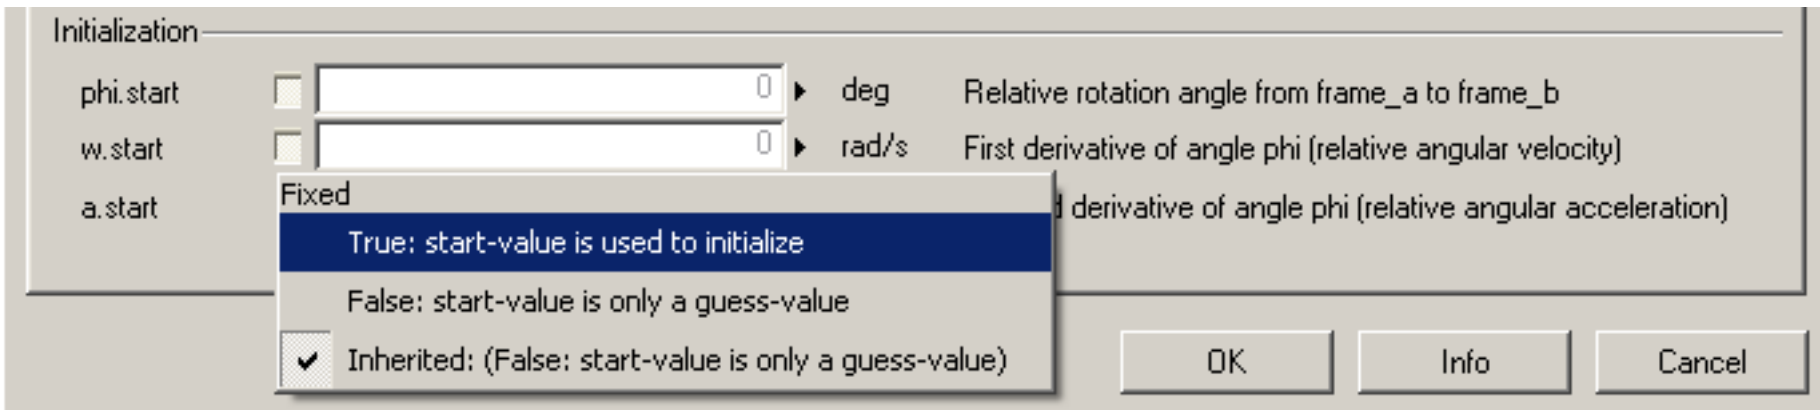 Initialization
phi.start 0 deg Relative rotation angle from frame_a to frame_b
w.start 0 rad/s First derivative of angle phi (relative angular velocity)
a.start derivative of angle phi (relative angular acceleration)
Fixed
True: start-value is used to initialize
False: start-value is only a guess-value
Inherited: (False: start-value is only a guess-value)
OK Info Cancel